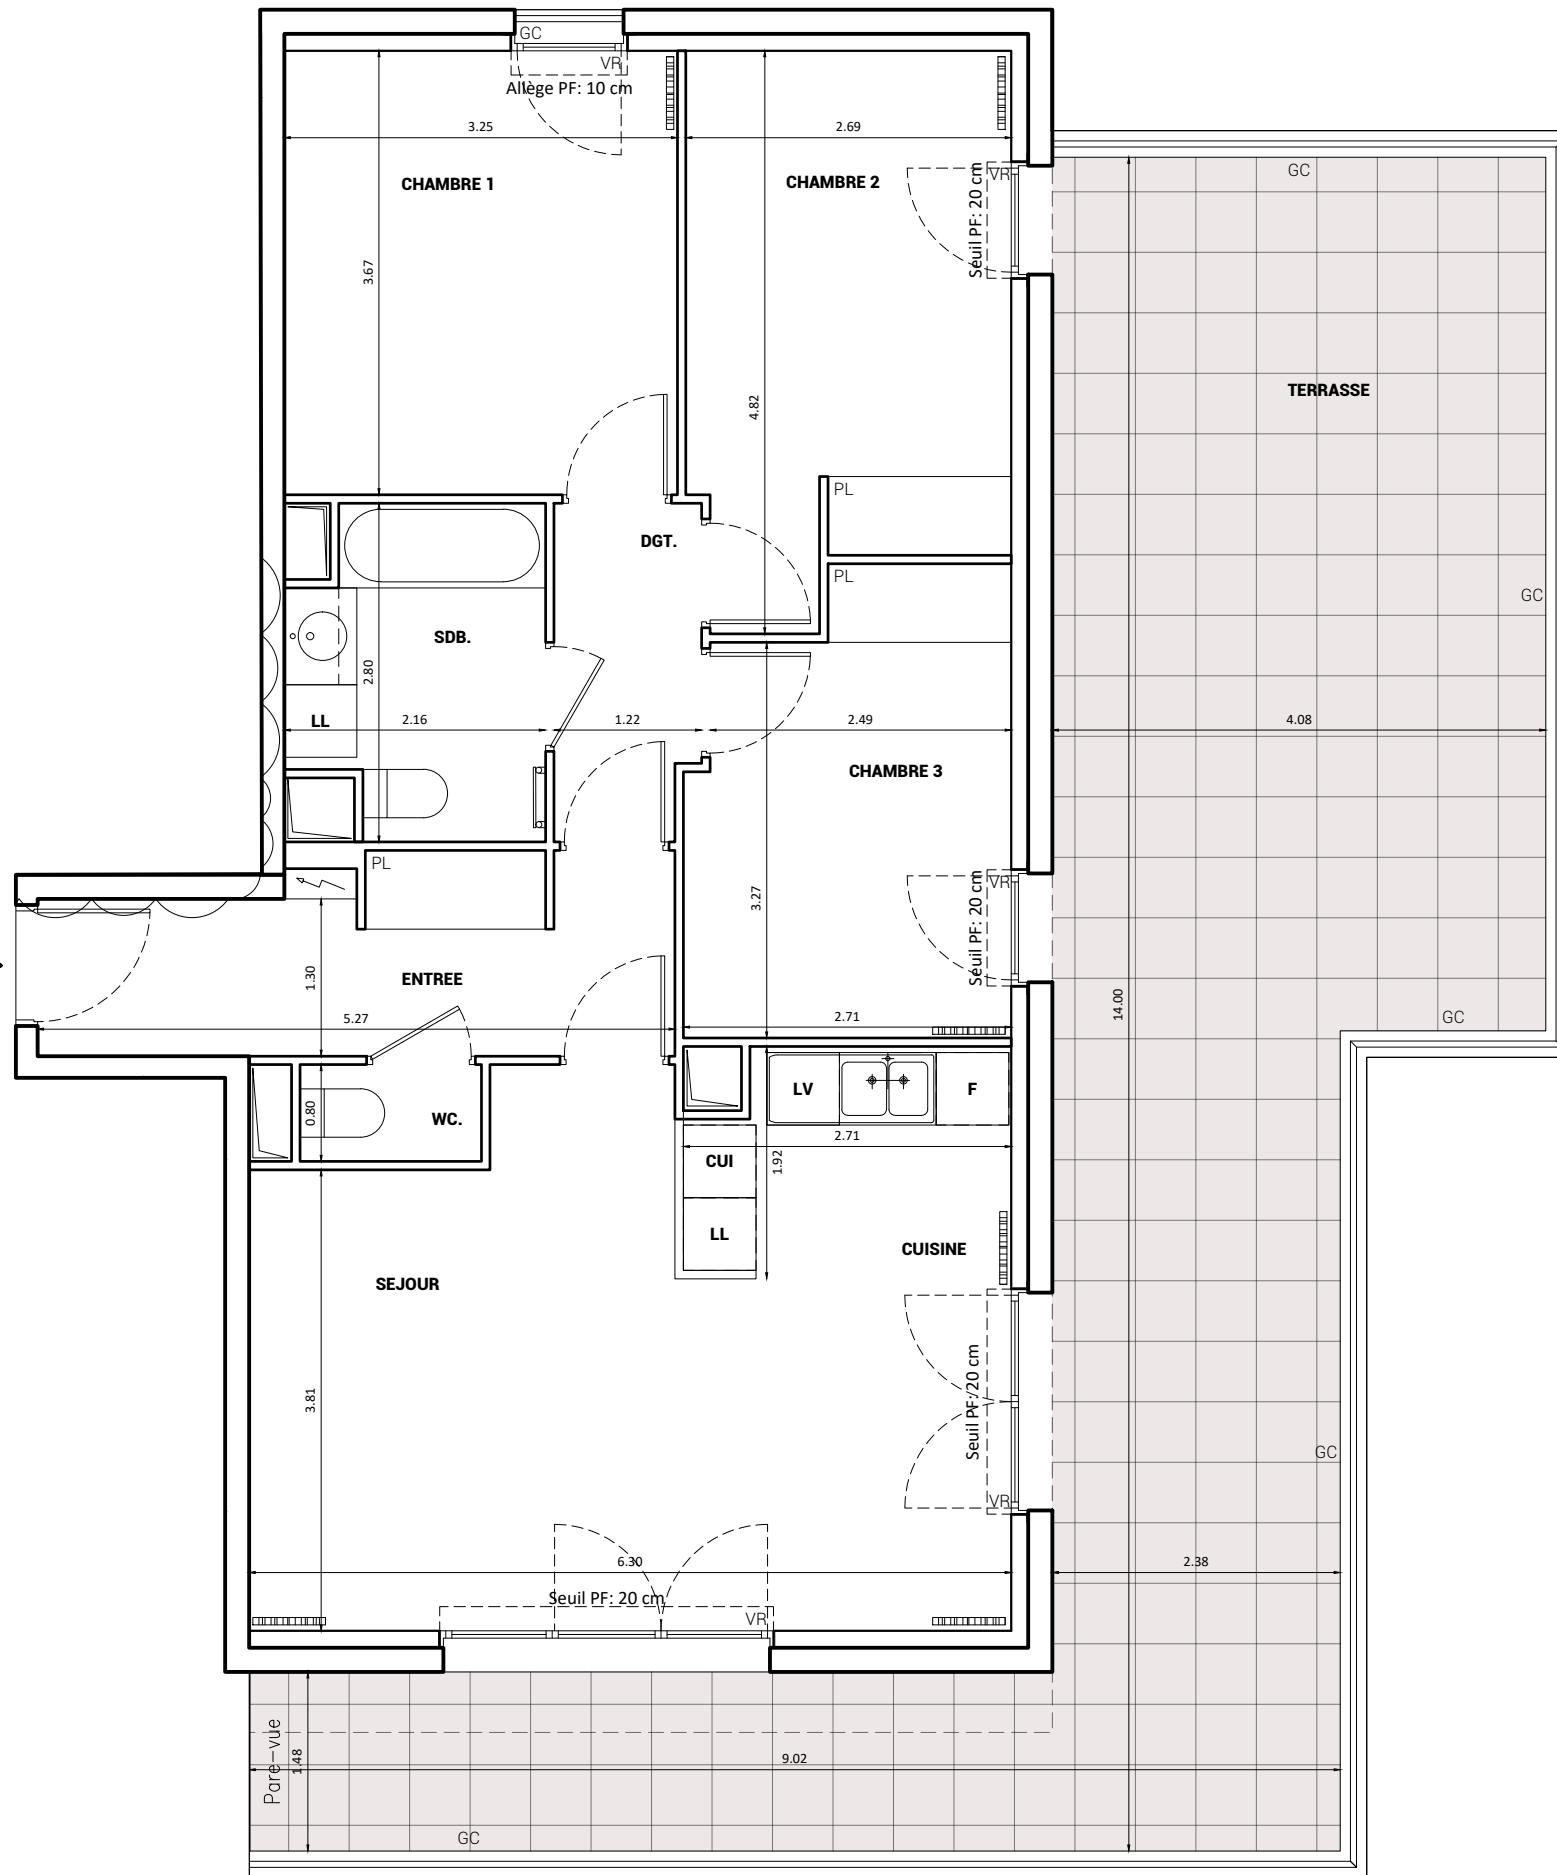 GC
VR
Allège PF: 10 cm
3.25
2.69
CHAMBRE 1
CHAMBRE 2
VR
Seuil PF: 20 cm
GC
3.67
4.82
TERRASSE
PL
DGT.
PL
GC
SDB.
2.80
LL
2.16
1.22
2.49
4.08
CHAMBRE 3
PL
VR
Seuil PF: 20 cm
3.27
ENTREE
1.30
14.00
5.27
2.71
GC
LV
F
0.80
WC.
2.71
CUI
1.92
LL
CUISINE
SEJOUR
3.81
Seuil PF: 20 cm
GC
VR
6.30
2.38
Seuil PF: 20 cm
VR
Pare-vue
1.48
9.02
GC